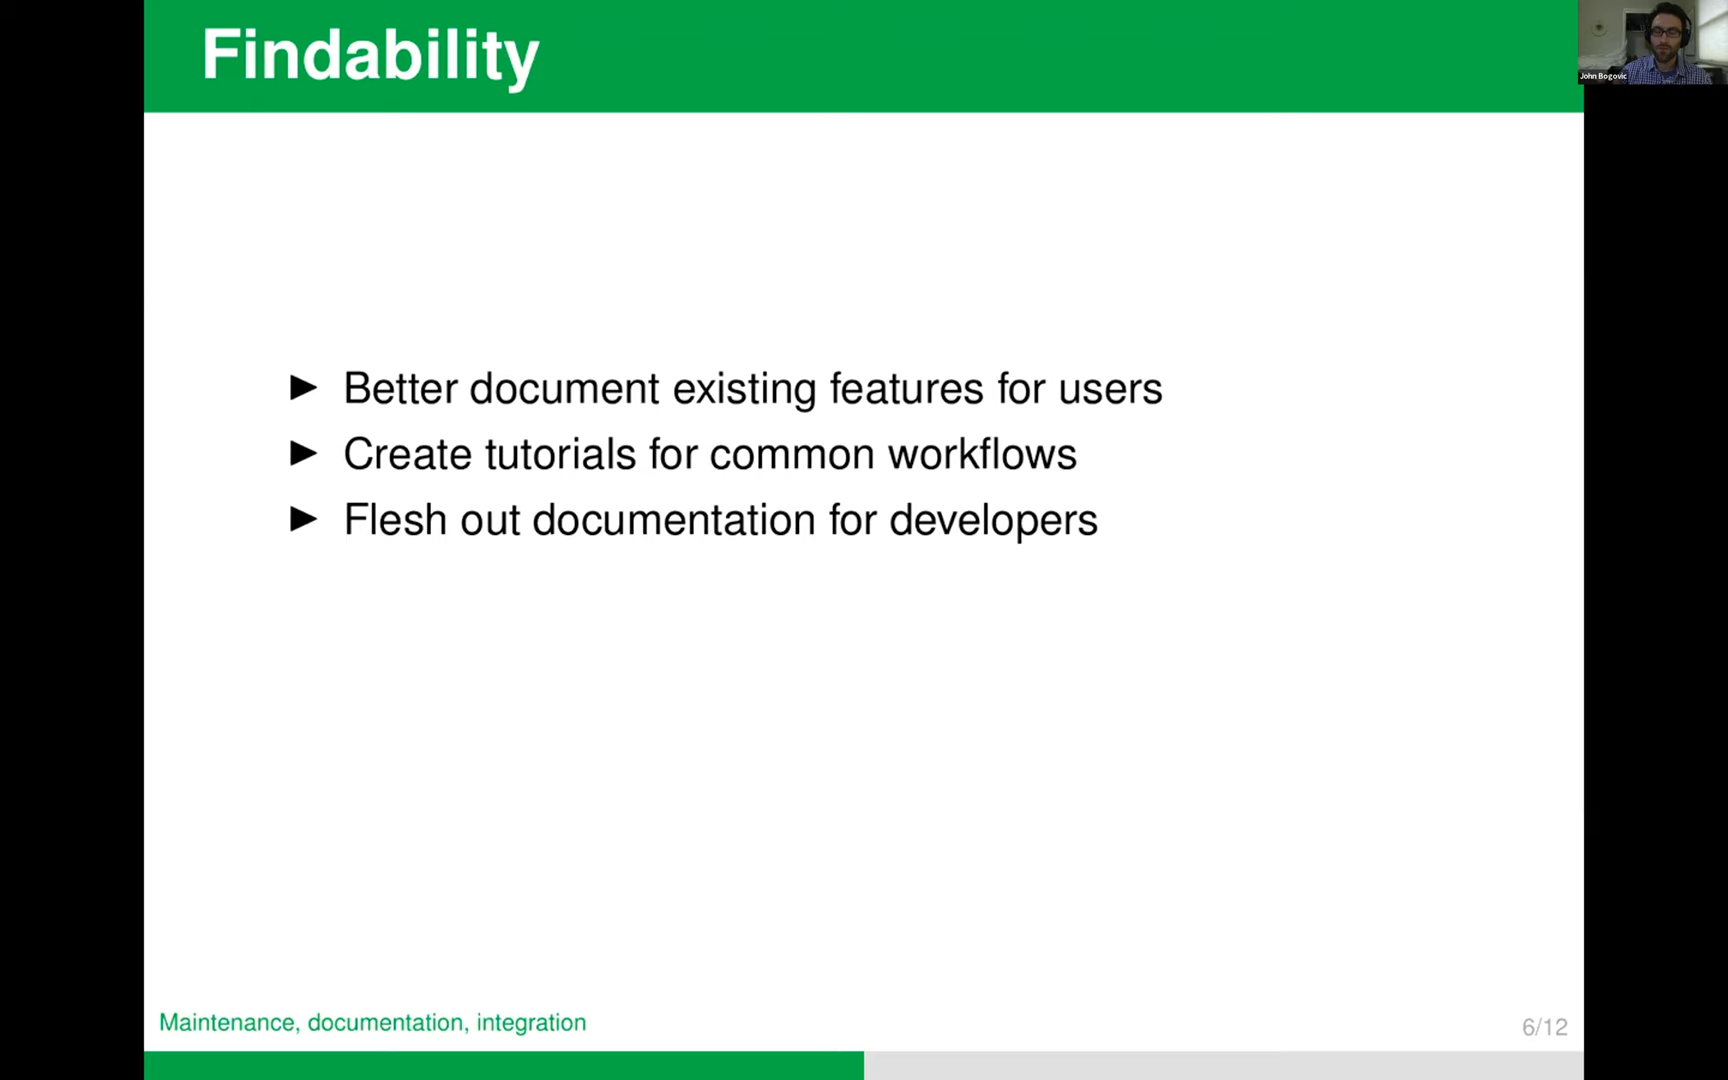 Findability
John Bogovic
▶ Better document existing features for users
▶ Create tutorials for common workflows
▶ Flesh out documentation for developers
Maintenance, documentation, integration
6/12